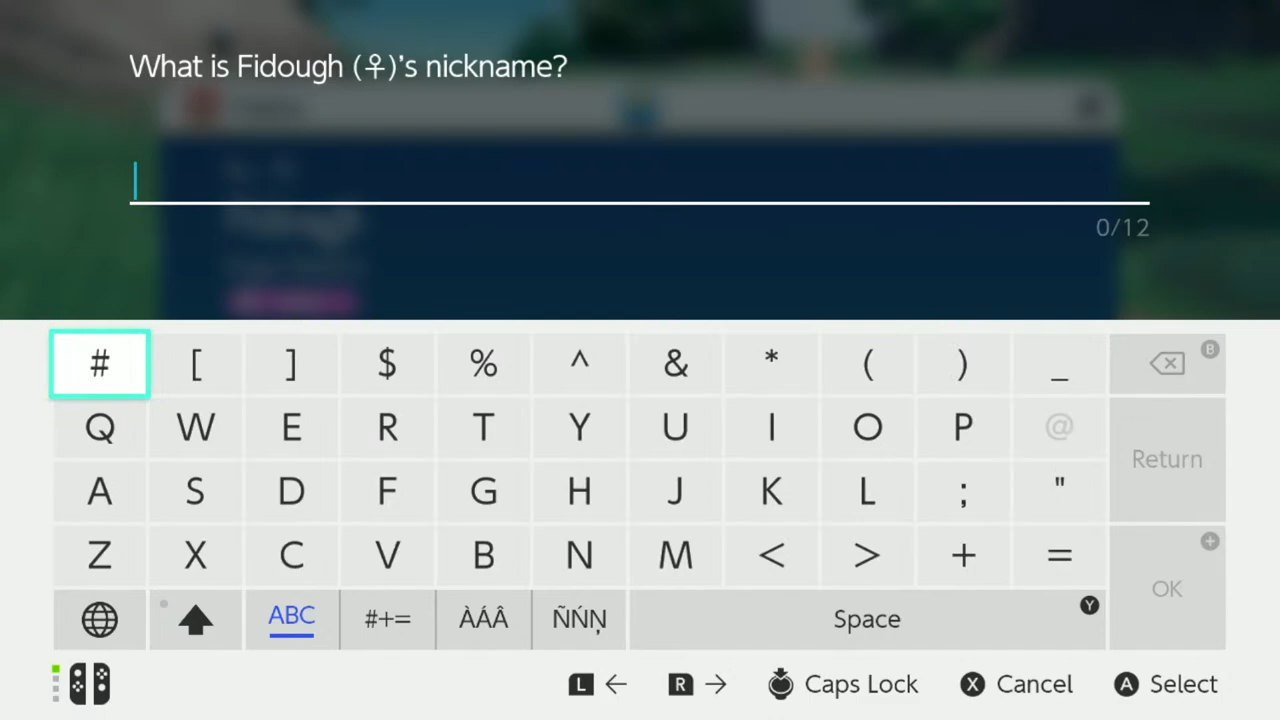 What is Fidough (♀)'s nickname?
0/12
# [ ] $ % ^ & * ( ) _ B
Q W E R T Y U I O P @ Return
A S D F G H J K L ; "
Z X C V B N M < > + = + OK
ABC #+= ÀÁÂ ÑŃŅ Space Y
L ← R → Caps Lock X Cancel A Select